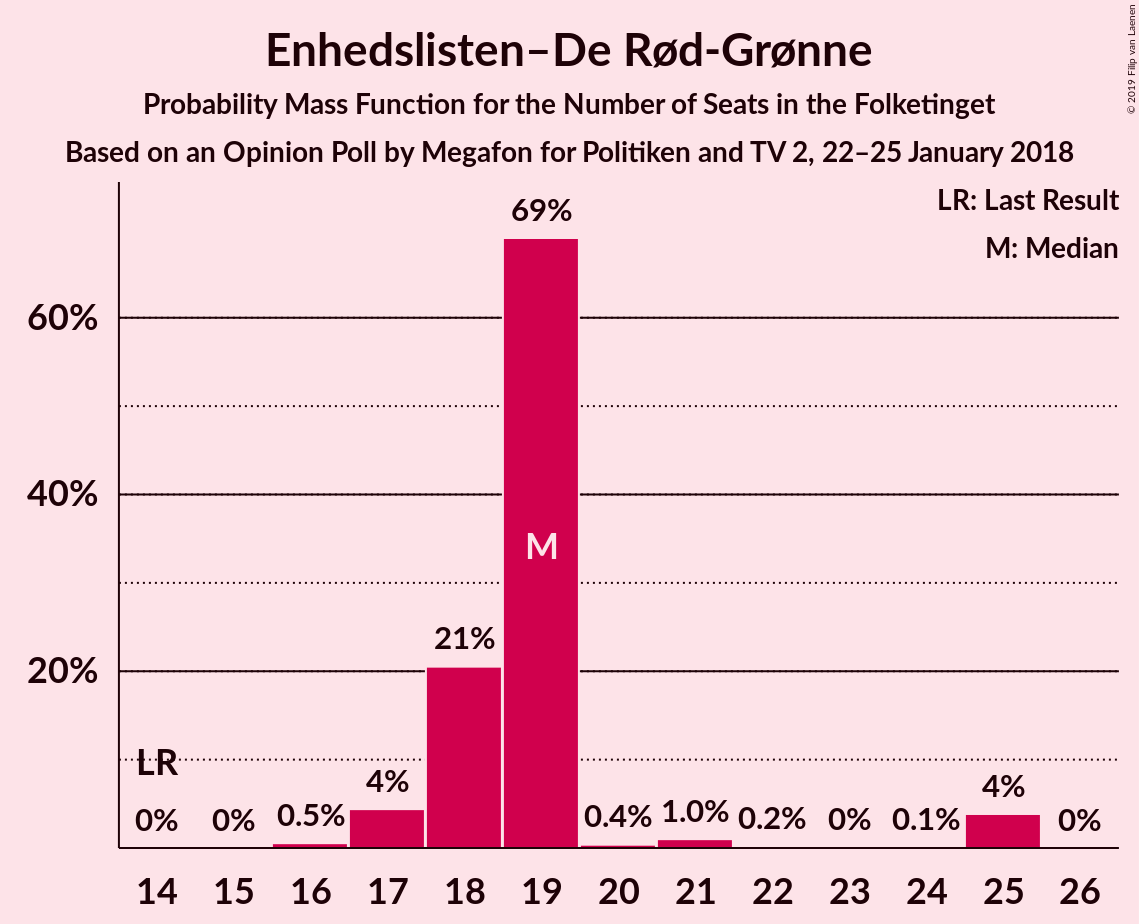 Enhedslisten–De Rød-Grønne
Probability Mass Function for the Number of Seats in the Folketinget
Based on an Opinion Poll by Megafon for Politiken and TV 2, 22–25 January 2018
© 2019 Filip van Laenen
LR: Last Result
M: Median
69%
60%
40%
M
21%
20%
LR
4%
4%
0% 0% 0.5% 0.4% 1.0% 0.2% 0% 0.1% 0%
14 15 16 17 18 19 20 21 22 23 24 25 26